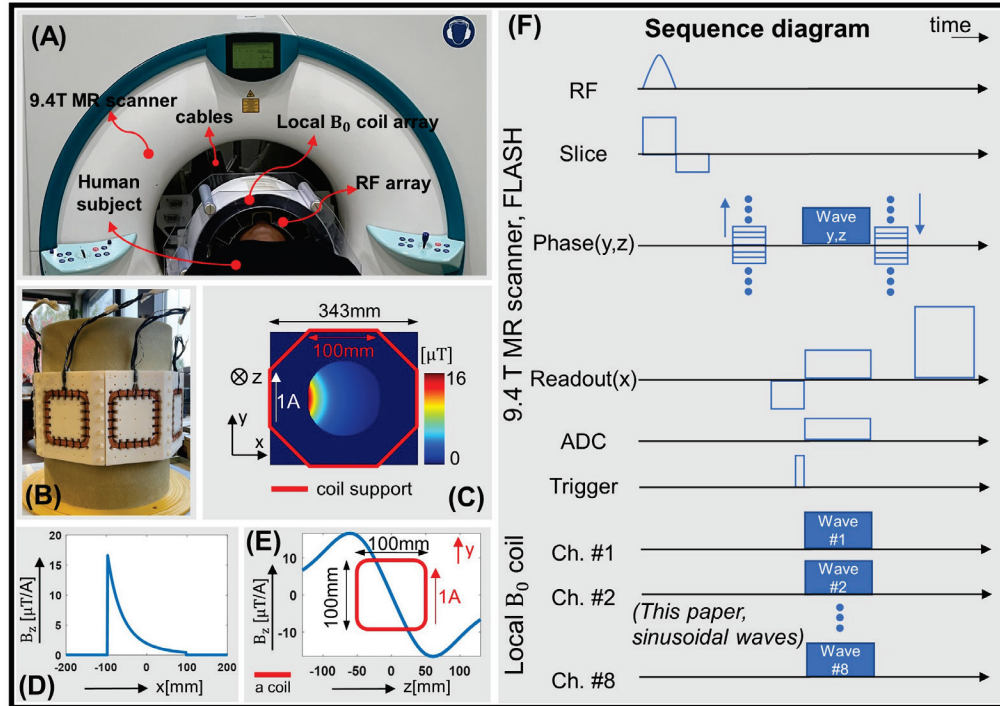 (A)
9.4T MR scanner
cables
Local B₀ coil array
Human
subject
RF array
(B)
343mm
100mm
[μT]
16
0
z
1A
y
x
coil support
(C)
B_z [μT/A]
20
15
10
5
0
-200
-100
0
100
200
x[mm]
(D)
(E)
B_z [μT/A]
10
0
-10
100mm
100mm
y
1A
-100
-50
0
50
100
z[mm]
a coil
(F)
Sequence diagram
time
9.4 T MR scanner, FLASH
RF
Slice
Phase(y,z)
Wave
y,z
Readout(x)
ADC
Trigger
Local B₀ coil
Ch. #1
Wave
#1
Ch. #2
Wave
#2
(This paper,
sinusoidal waves)
Ch. #8
Wave
#8